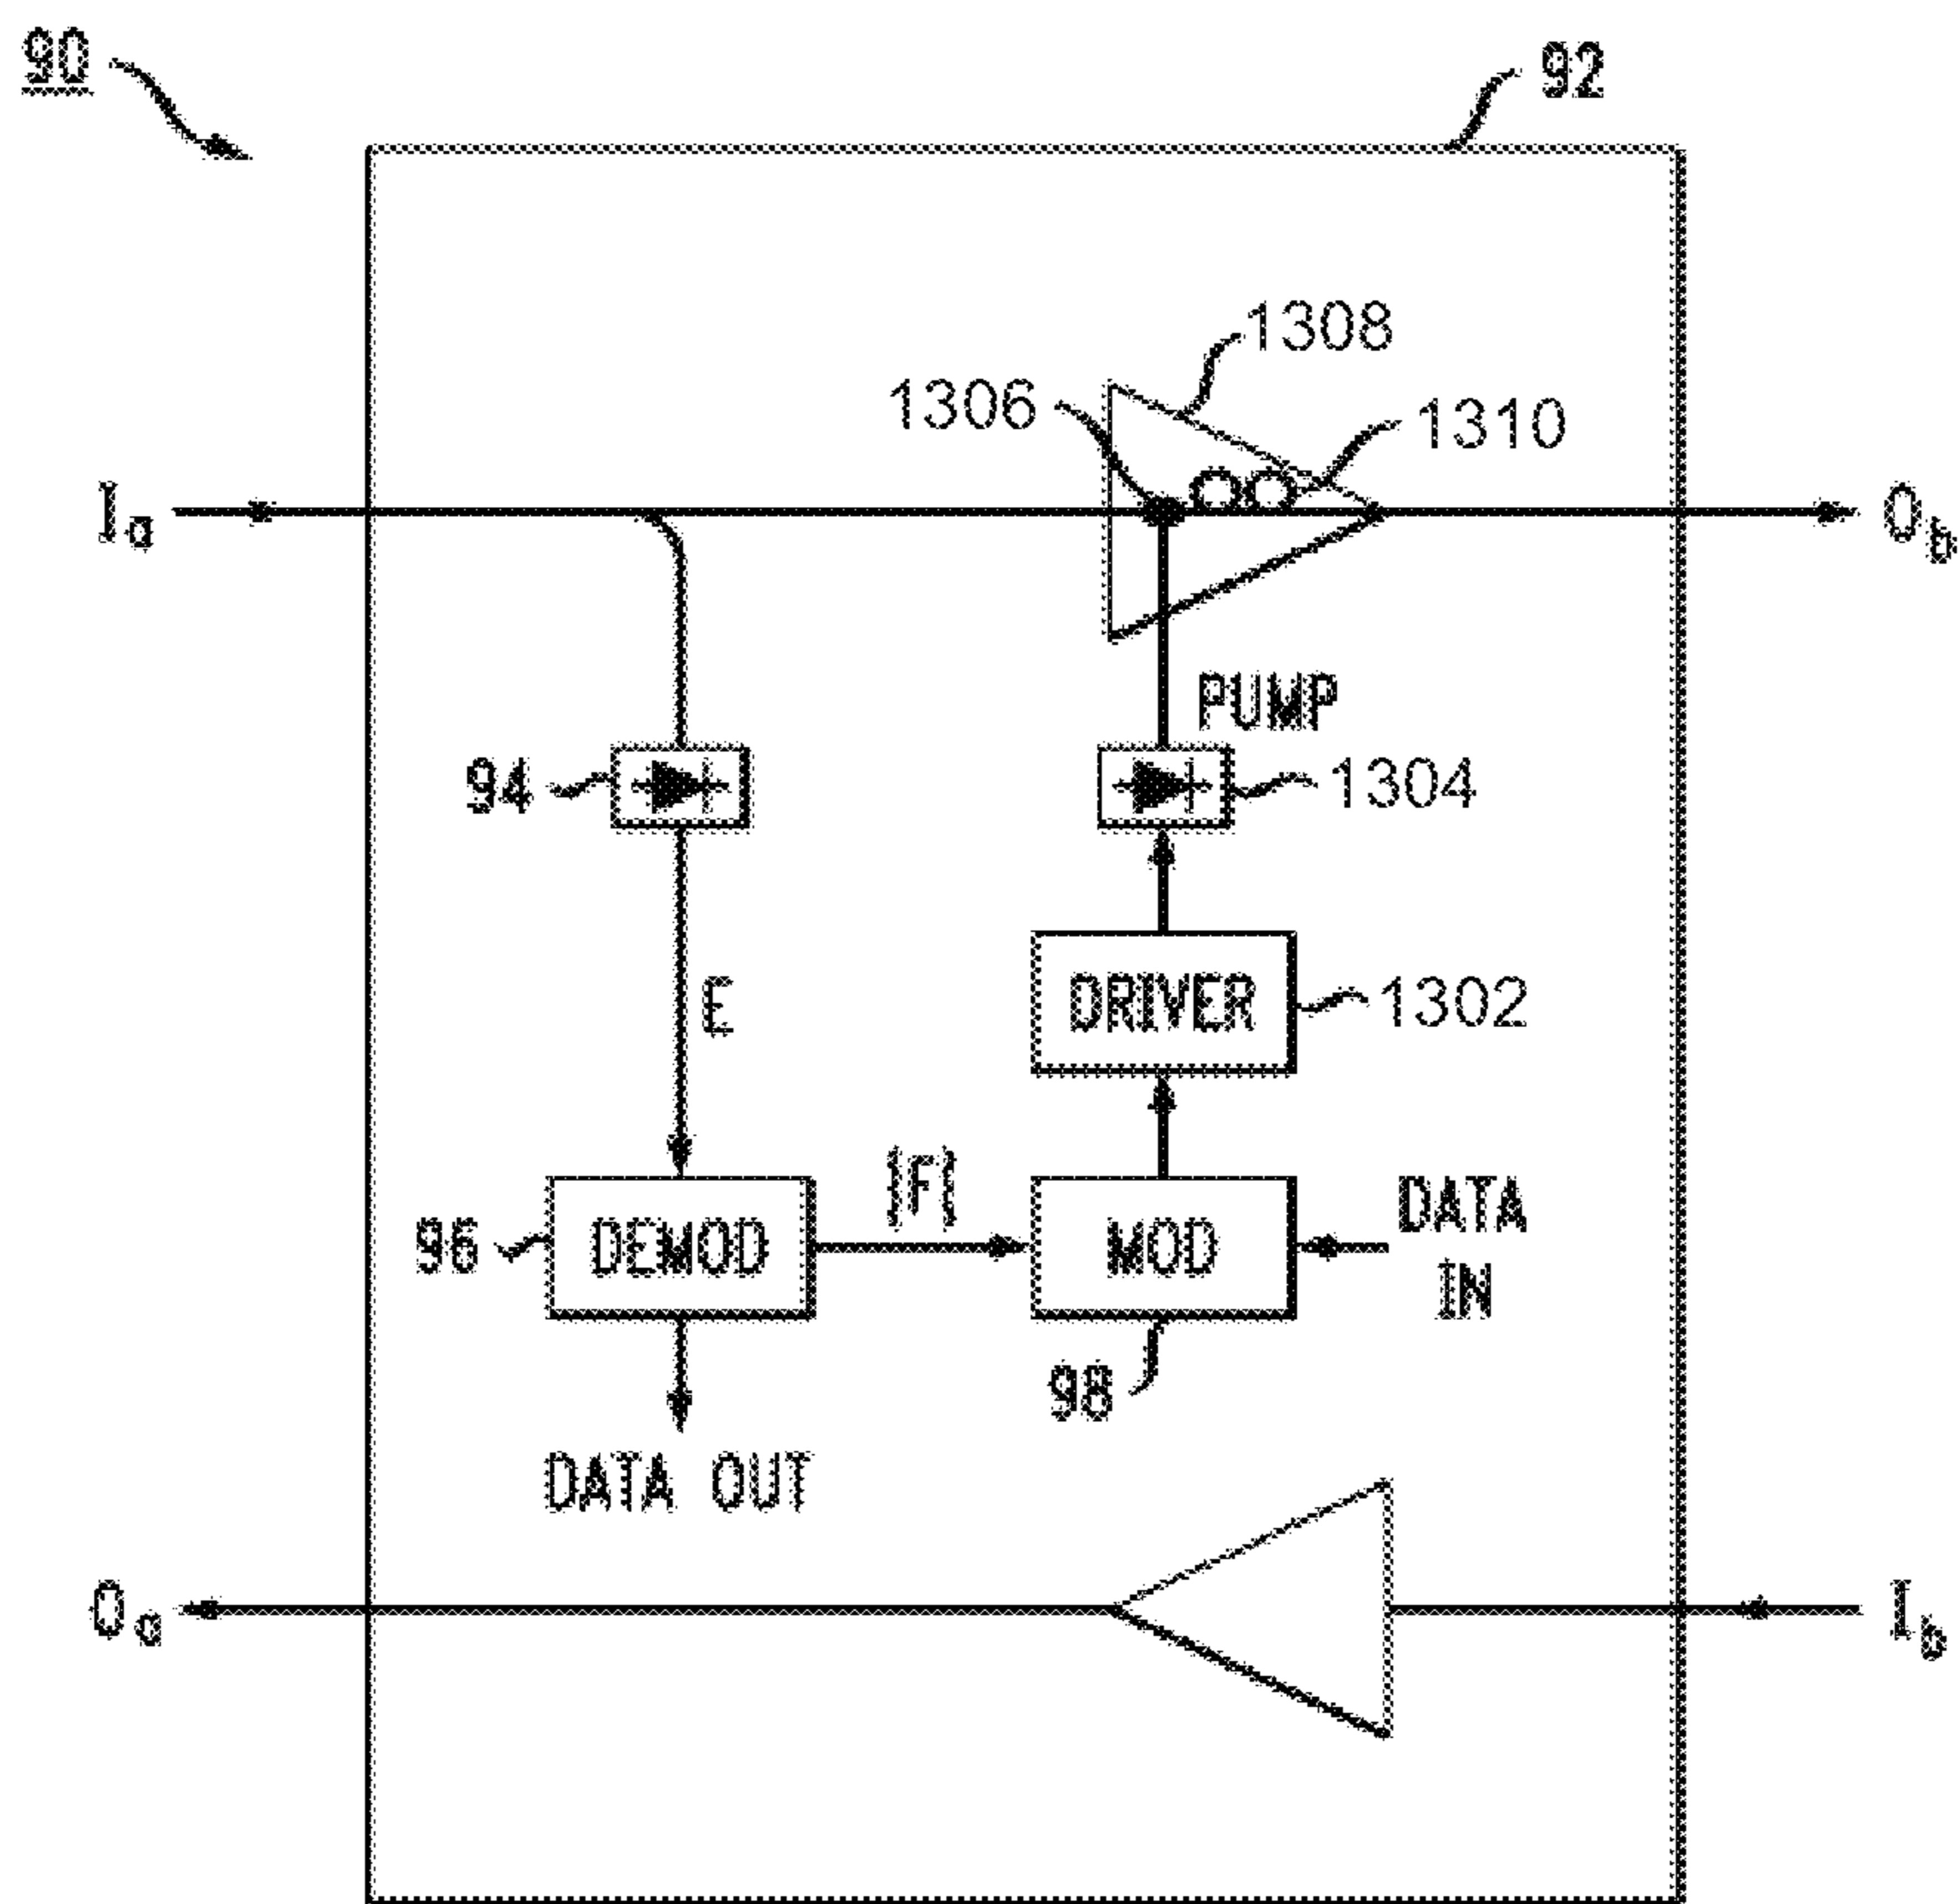 90
92
1308
1306
1310
Ia
Ob
PUMP
94
1304
E
DRIVER
1302
|F|
DATA
IN
96
DEMOD
MOD
98
DATA OUT
Oa
Ib